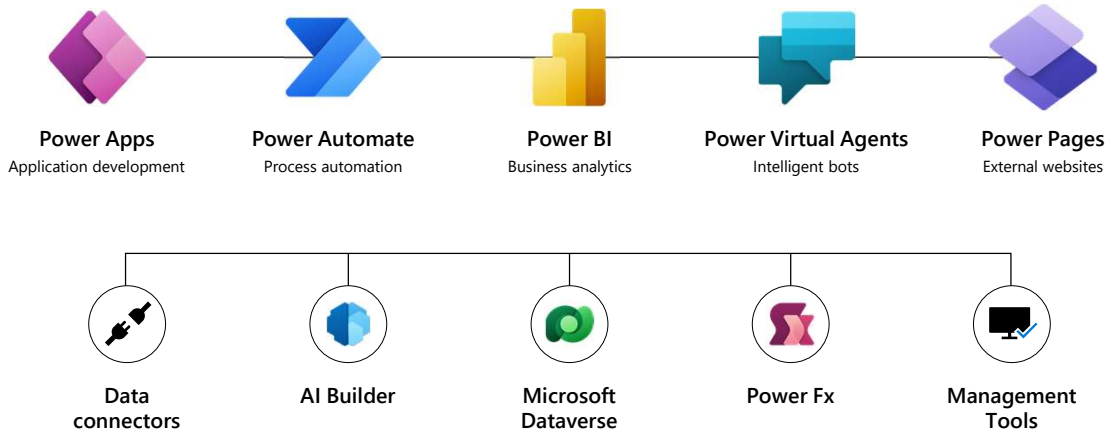 Power Apps
Application development
Power Automate
Process automation
Power BI
Business analytics
Power Virtual Agents
Intelligent bots
Power Pages
External websites
Data
connectors
AI Builder
Microsoft
Dataverse
Power Fx
Management
Tools